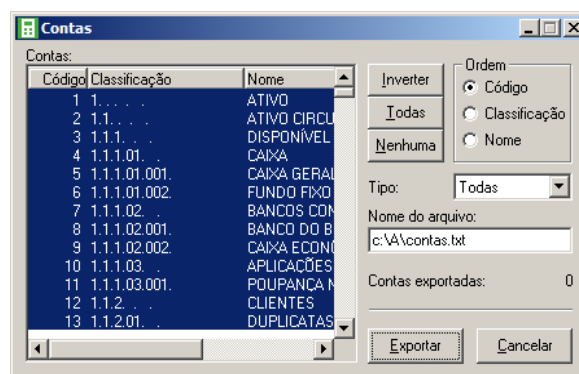 Contas
Contas:
Código Classificação Nome
1 1. . . . . ATIVO
2 1.1. . . . ATIVO CIRCU
3 1.1.1. . . DISPONÍVEL
4 1.1.1.01. . CAIXA
5 1.1.1.01.001. CAIXA GERAL
6 1.1.1.01.002. FUNDO FIXO
7 1.1.1.02. . BANCOS CON
8 1.1.1.02.001. BANCO DO B
9 1.1.1.02.002. CAIXA ECONÔ
10 1.1.1.03. . APLICAÇÕES
11 1.1.1.03.001. POUPANÇA N
12 1.1.2. . . CLIENTES
13 1.1.2.01. . DUPLICATAS
Inverter
Todas
Nenhuma
Ordem
Código
Classificação
Nome
Tipo: Todas
Nome do arquivo:
c:\A\contas.txt
Contas exportadas: 0
Exportar Cancelar